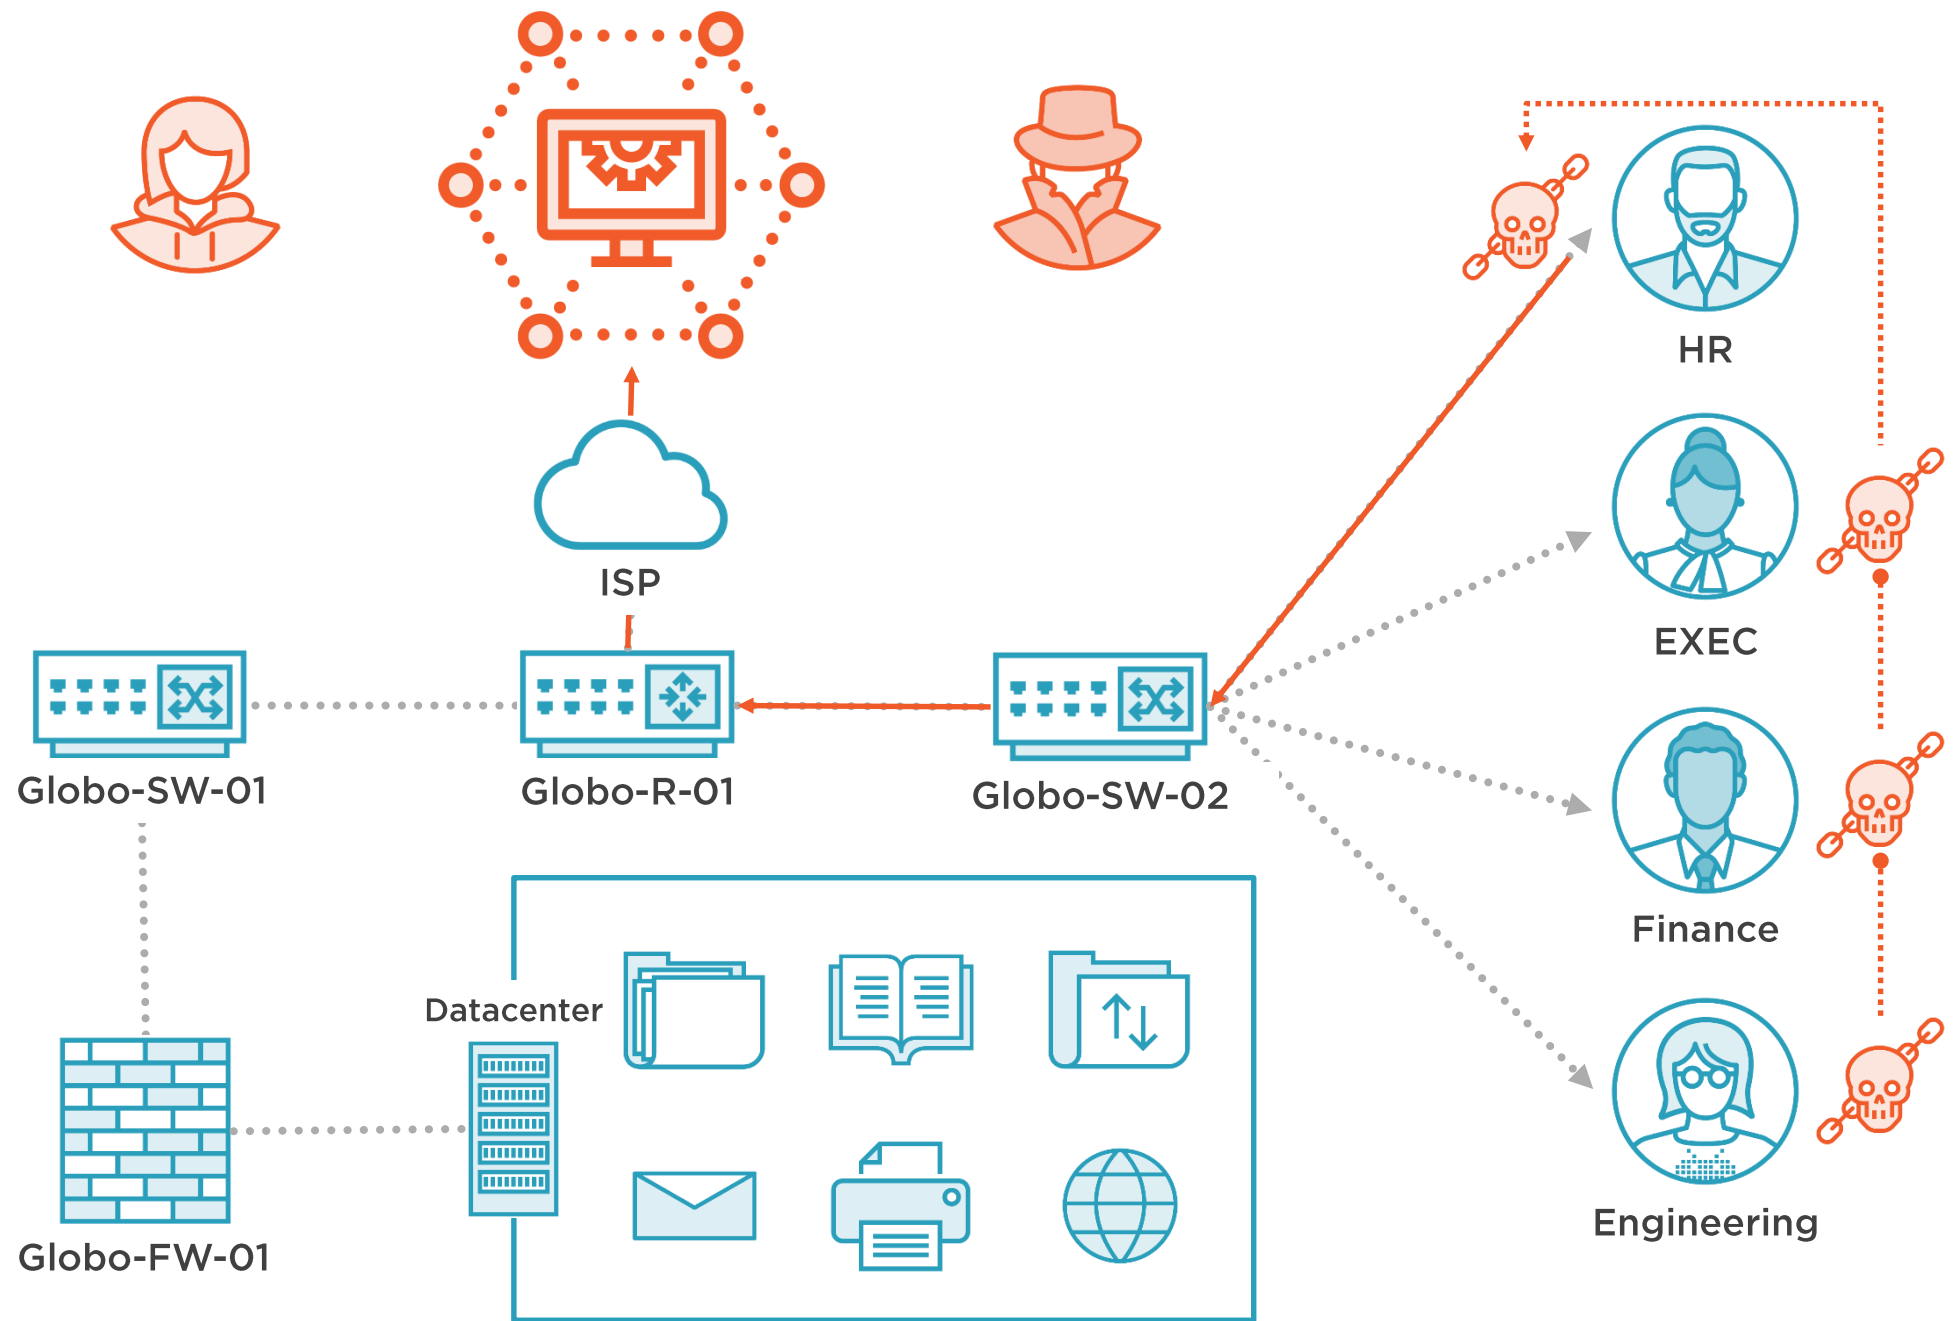 HR
ISP
EXEC
Globo-SW-01
Globo-R-01
Globo-SW-02
Finance
Datacenter
Engineering
Globo-FW-01